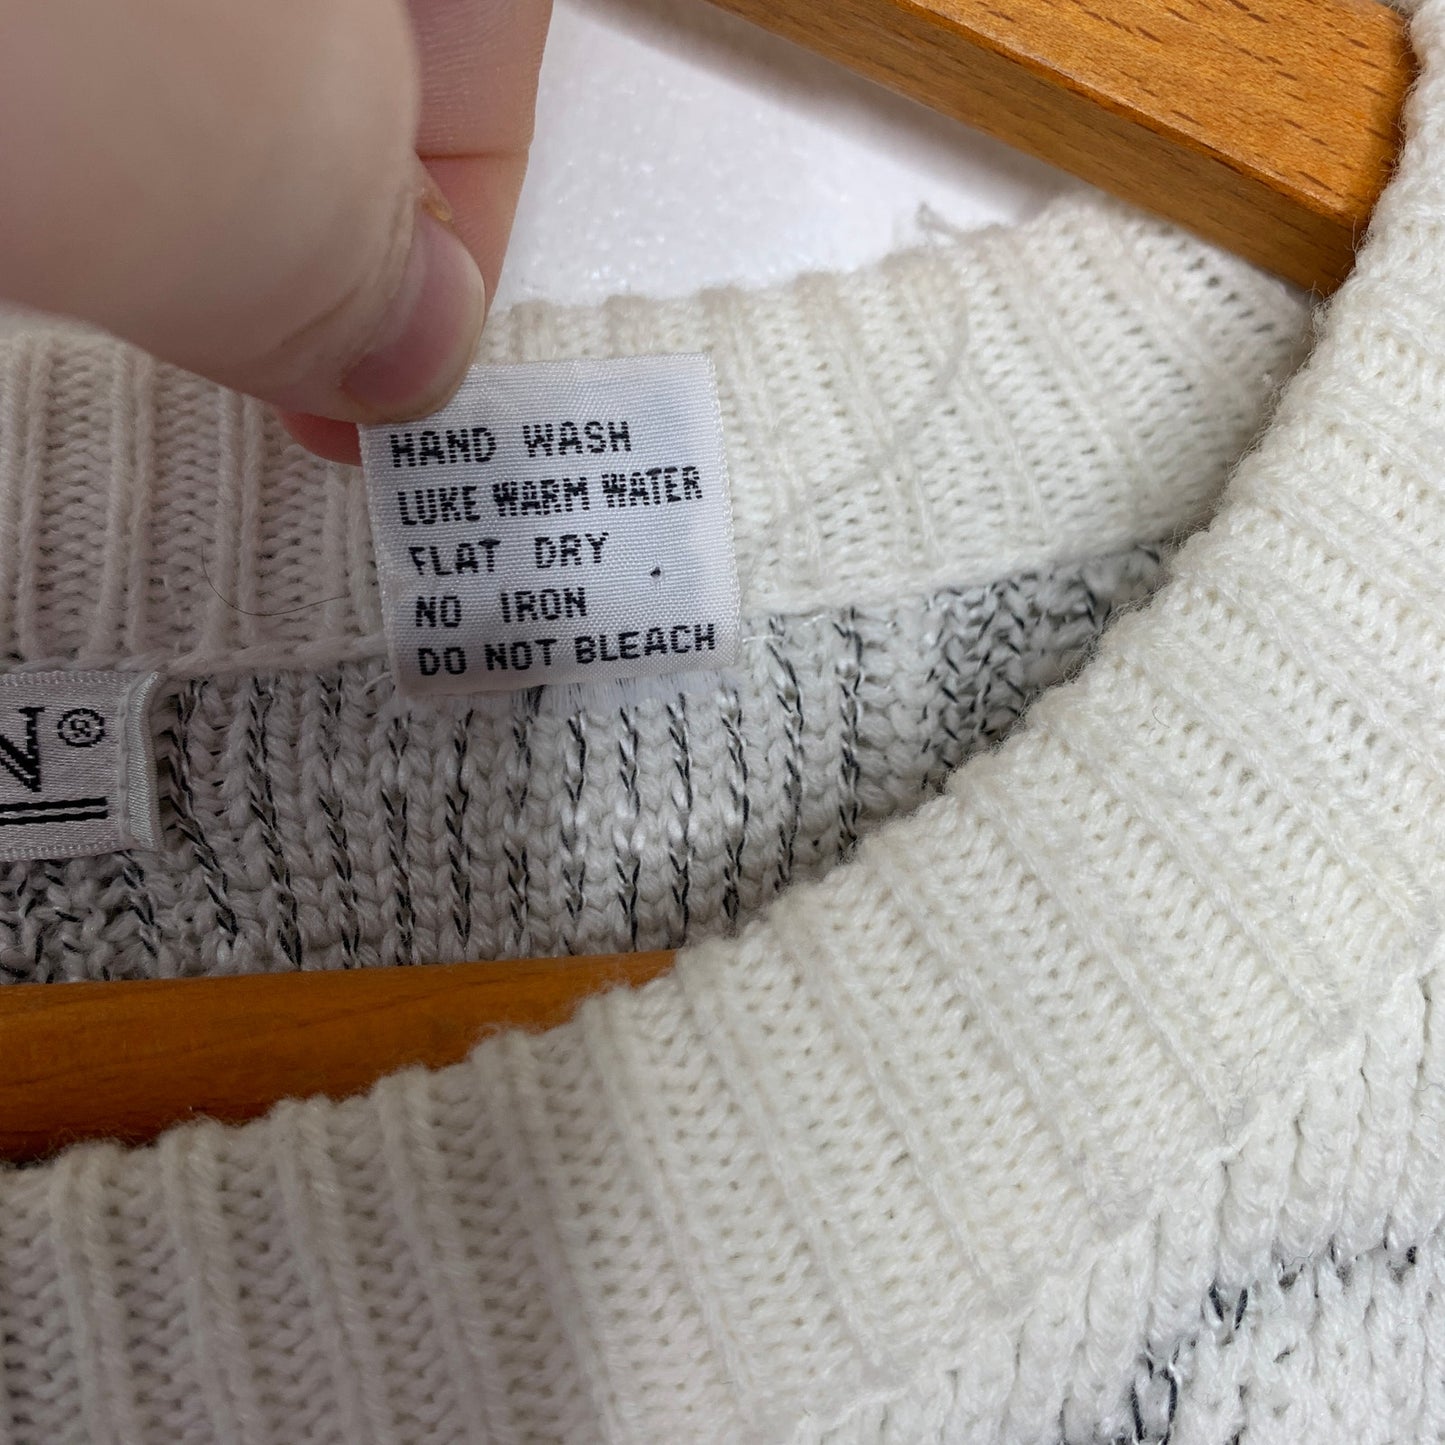 HAND WASH
LUKE WARM WATER
FLAT DRY
NO IRON
DO NOT BLEACH
N®